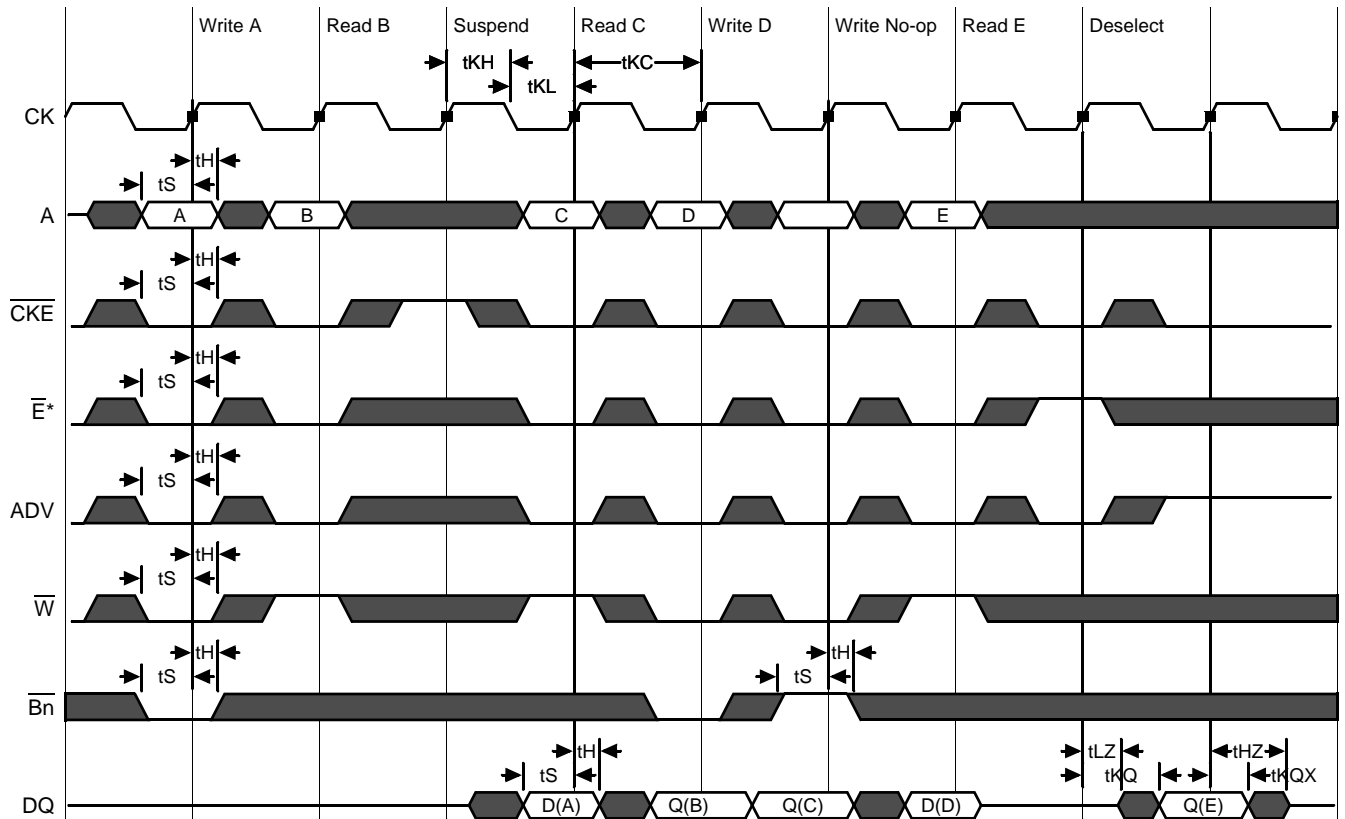 Write A Read B Suspend Read C Write D Write No-op Read E Deselect
tKH tKC
tKL
CK
tH
tS
A A B C D E
tH
tS
CKE
tH
tS
E*
tH
tS
ADV
tH
tS
W
tH tH
tS tS
Bn
tH tLZ tHZ
tS tKQ tKQX
DQ D(A) Q(B) Q(C) D(D) Q(E)